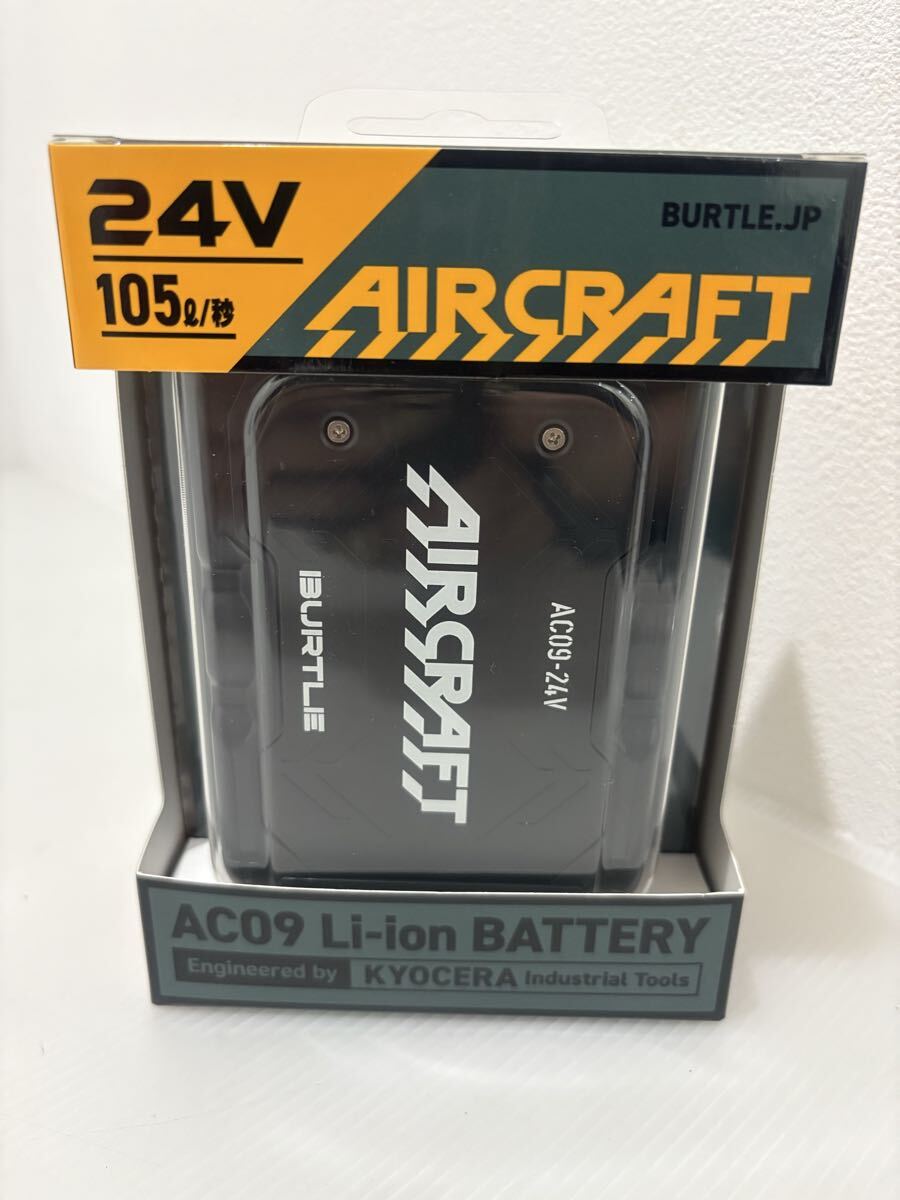 24V
105ℓ/秒
BURTLE.JP
AIRCRAFT
AIRCRAFT
BURTLE
AC09-24V
AC09 Li-ion BATTERY
Engineered by KYOCERA Industrial Tools